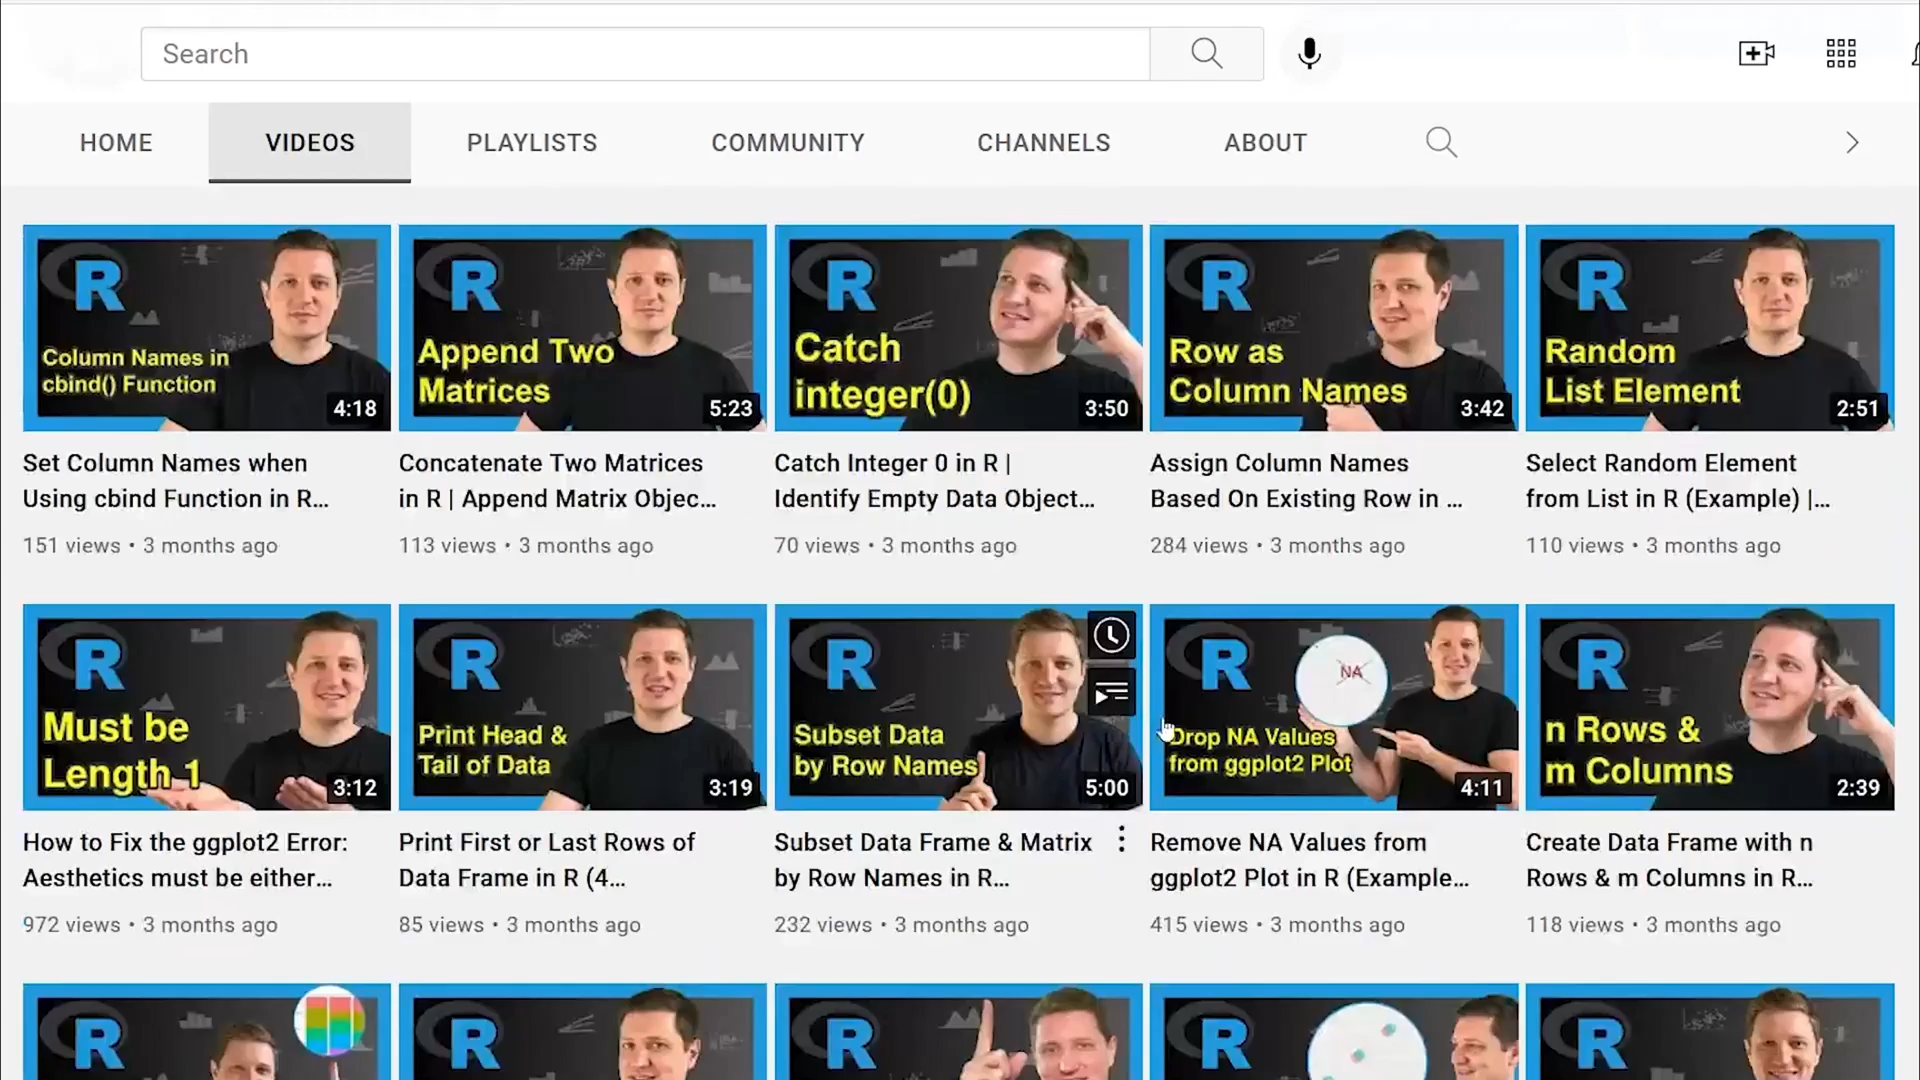 Search
HOME
VIDEOS
PLAYLISTS
COMMUNITY
CHANNELS
ABOUT
R
Column Names in
cbind() Function
4:18
R
Append Two
Matrices
5:23
R
Catch
integer(0)
3:50
R
Row as
Column Names
3:42
R
Random
List Element
2:51
Set Column Names when
Using cbind Function in R...
151 views • 3 months ago
Concatenate Two Matrices
in R | Append Matrix Objec...
113 views • 3 months ago
Catch Integer 0 in R |
Identify Empty Data Object...
70 views • 3 months ago
Assign Column Names
Based On Existing Row in ...
284 views • 3 months ago
Select Random Element
from List in R (Example) |...
110 views • 3 months ago
R
Must be
Length 1
3:12
R
Print Head &
Tail of Data
3:19
R
Subset Data
by Row Names
5:00
R
NA
Drop NA Values
from ggplot2 Plot
4:11
R
n Rows &
m Columns
2:39
How to Fix the ggplot2 Error:
Aesthetics must be either...
972 views • 3 months ago
Print First or Last Rows of
Data Frame in R (4...
85 views • 3 months ago
Subset Data Frame & Matrix
by Row Names in R...
232 views • 3 months ago
Remove NA Values from
ggplot2 Plot in R (Example...
415 views • 3 months ago
Create Data Frame with n
Rows & m Columns in R...
118 views • 3 months ago
R
R
R
R
R